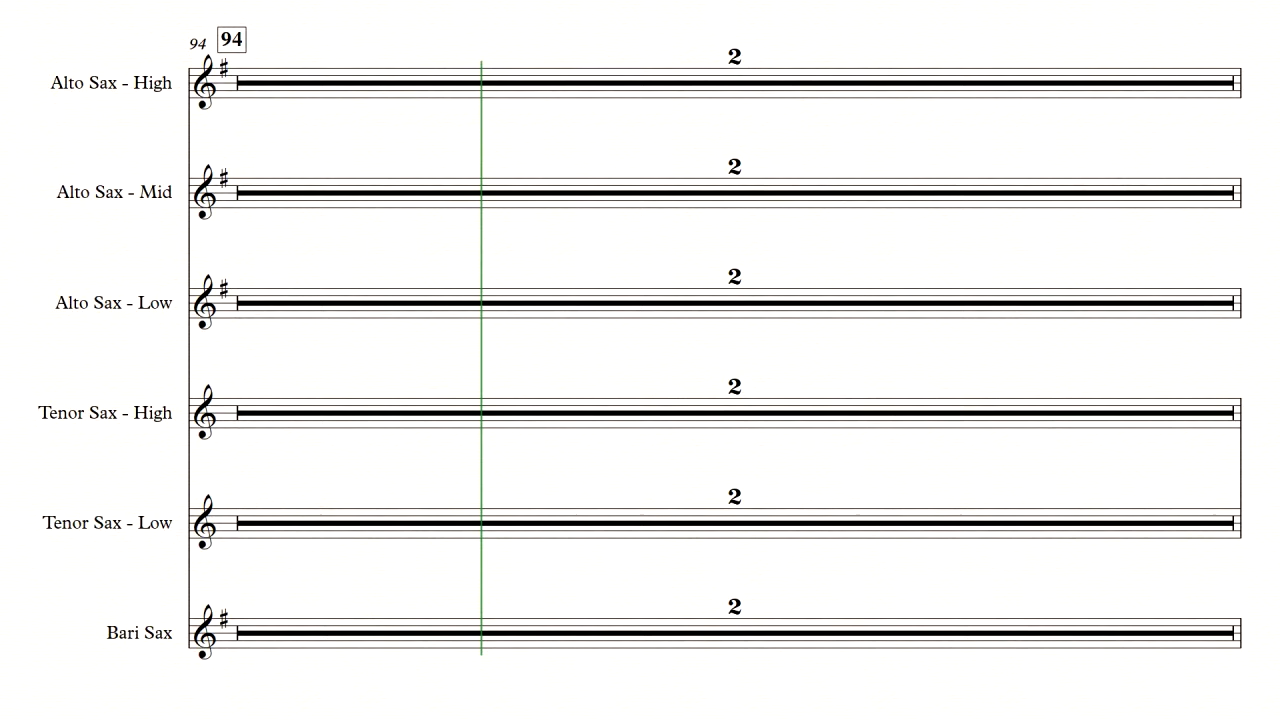 94 94
Alto Sax - High 2
Alto Sax - Mid 2
Alto Sax - Low 2
Tenor Sax - High 2
Tenor Sax - Low 2
Bari Sax 2